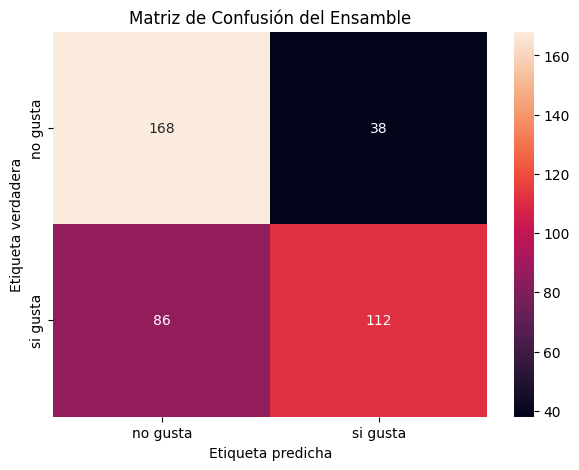 Matriz de Confusión del Ensamble
no gusta
si gusta
Etiqueta verdadera
168
38
86
112
no gusta
si gusta
Etiqueta predicha
160
140
120
100
80
60
40